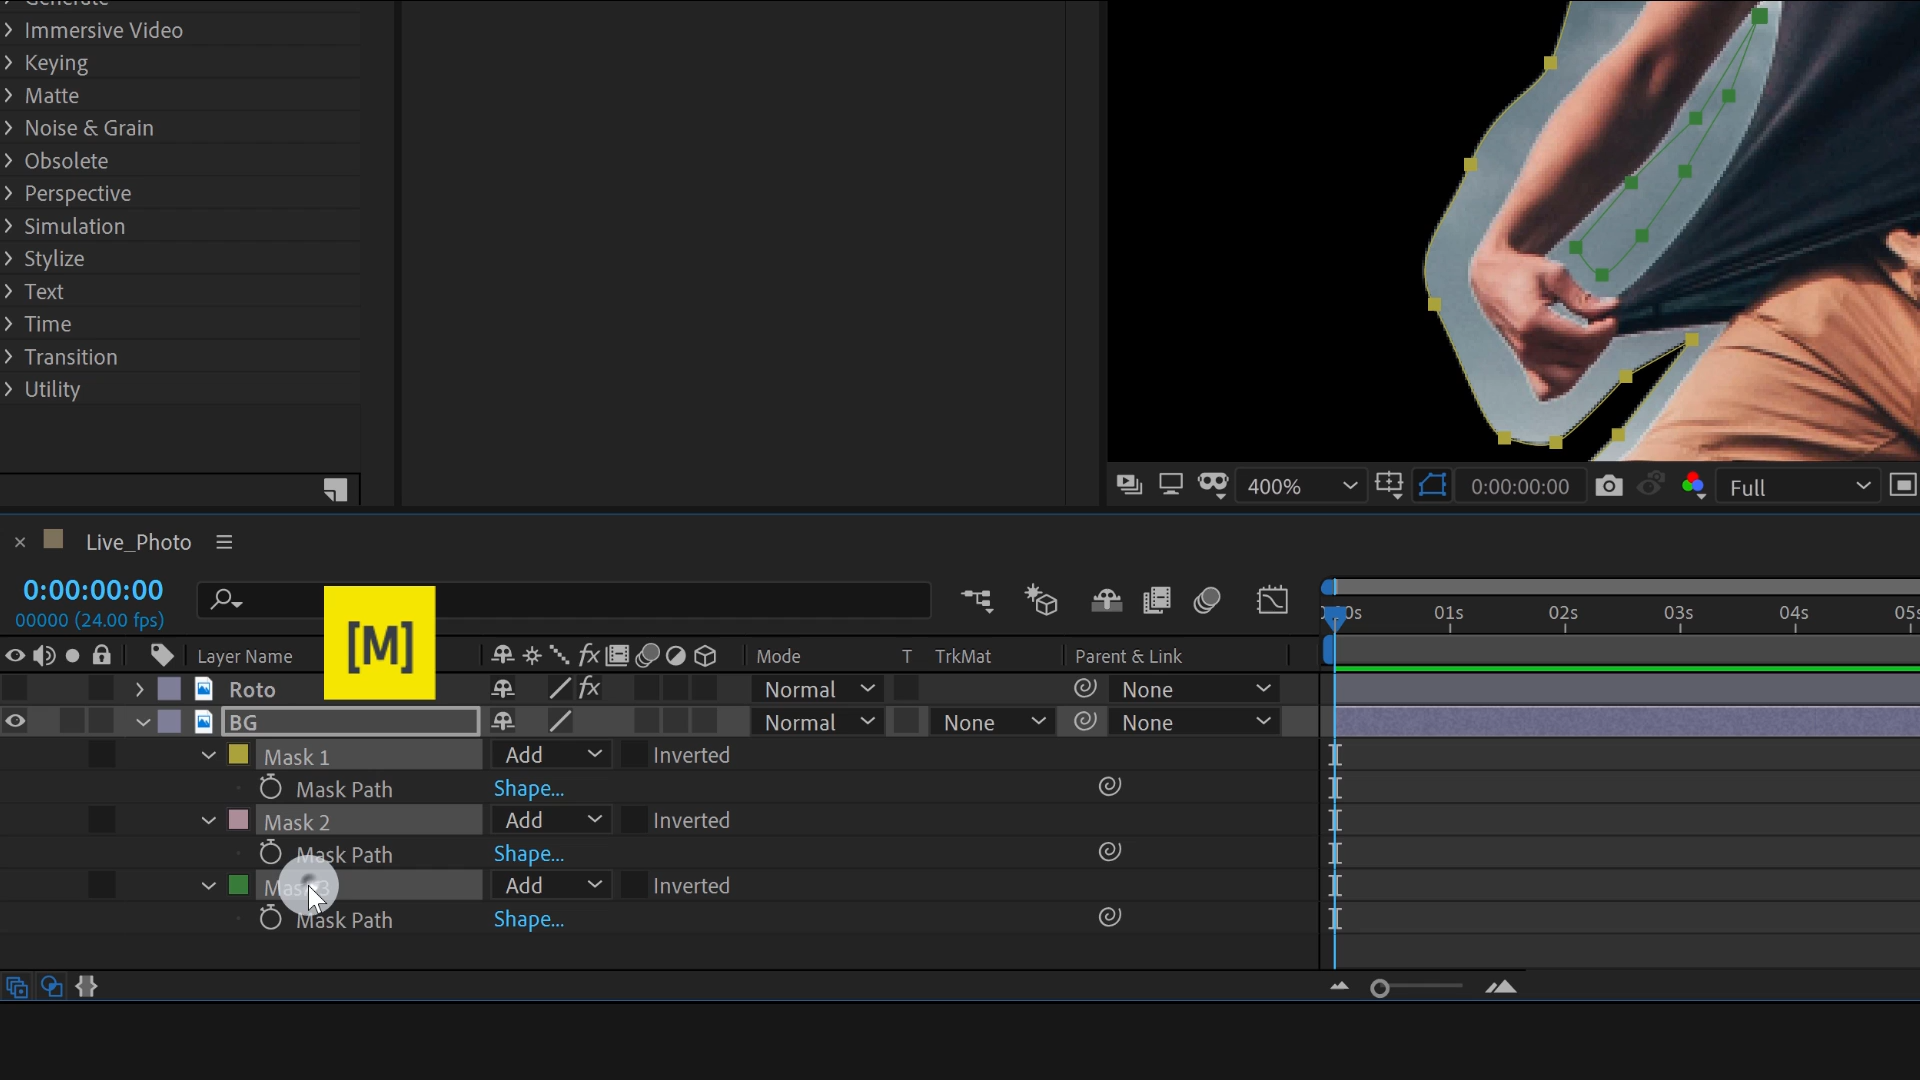 Generate
Immersive Video
Keying
Matte
Noise & Grain
Obsolete
Perspective
Simulation
Stylize
Text
Time
Transition
Utility
400%
0:00:00:00
Full
Live_Photo
0:00:00:00
00000 (24.00 fps)
[M]
01s
02s
03s
04s
Layer Name
Mode
T
TrkMat
Parent & Link
Roto
Normal
None
BG
Normal
None
None
Mask 1
Add
Inverted
Mask Path
Shape...
Mask 2
Add
Inverted
Mask Path
Shape...
Mask 3
Add
Inverted
Mask Path
Shape...